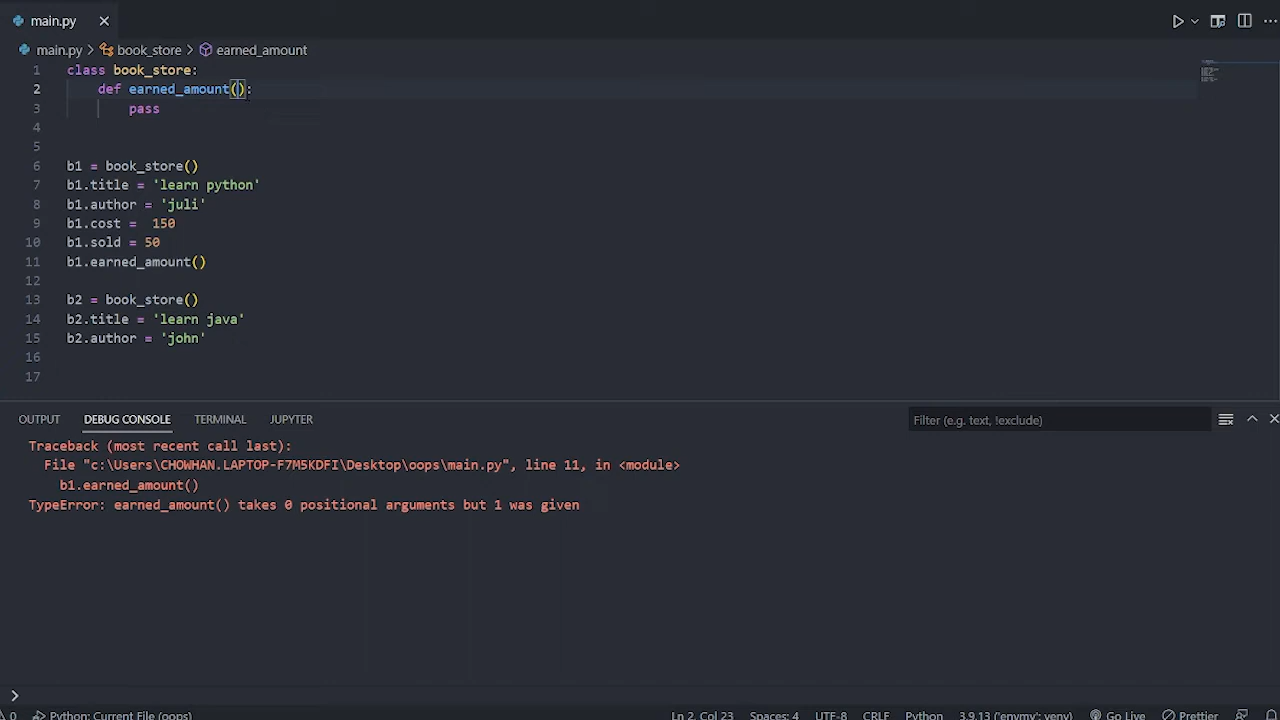 main.py
main.py > book_store > earned_amount
1 class book_store:
2 def earned_amount():
3 pass
4
5
6 b1 = book_store()
7 b1.title = 'learn python'
8 b1.author = 'juli'
9 b1.cost =  150
10 b1.sold = 50
11 b1.earned_amount()
12
13 b2 = book_store()
14 b2.title = 'learn java'
15 b2.author = 'john'
16
17
OUTPUT DEBUG CONSOLE TERMINAL JUPYTER Filter (e.g. text, !exclude)
Traceback (most recent call last):
File "c:\Users\CHOWHAN.LAPTOP-F7M5KDFI\Desktop\oops\main.py", line 11, in <module>
b1.earned_amount()
TypeError: earned_amount() takes 0 positional arguments but 1 was given
>
0 Python: Current File (oops) Ln 2, Col 23 Spaces: 4 UTF-8 CRLF Python 3.9.13 ('envmy': venv) Go Live Prettier